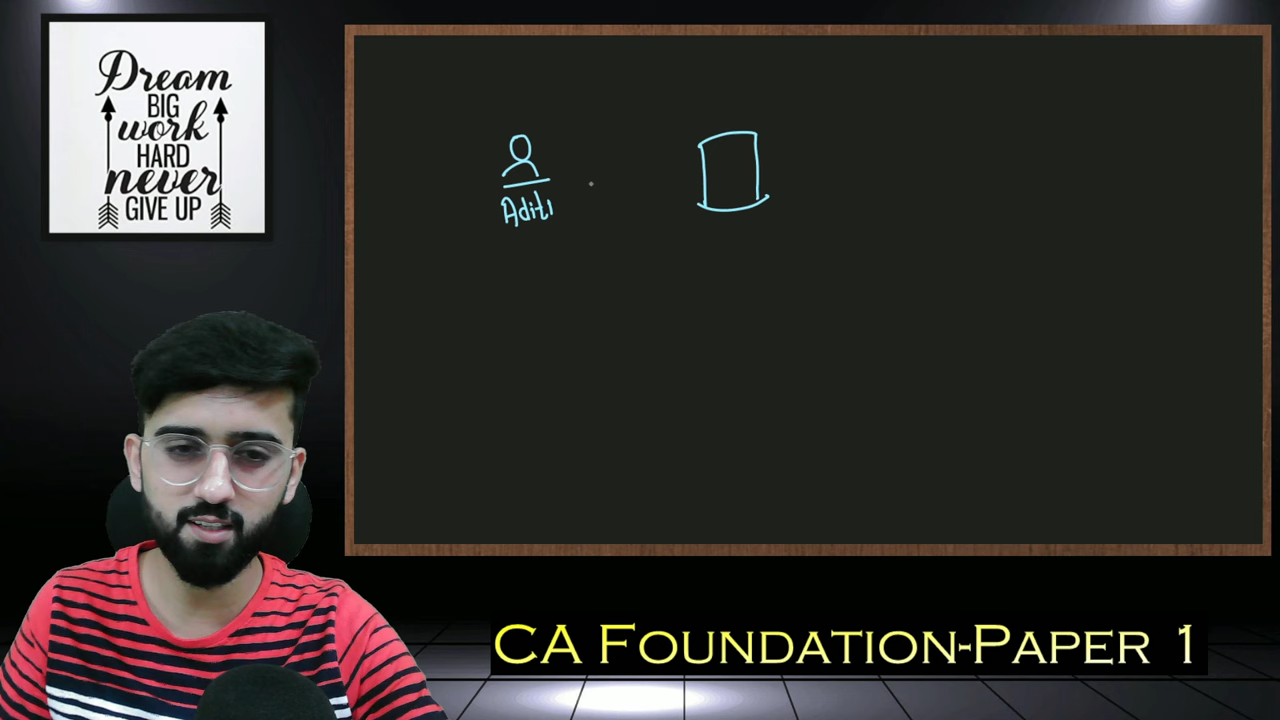 Dream
BIG
work
HARD
never
GIVE UP
Aditi
CA FOUNDATION-PAPER 1